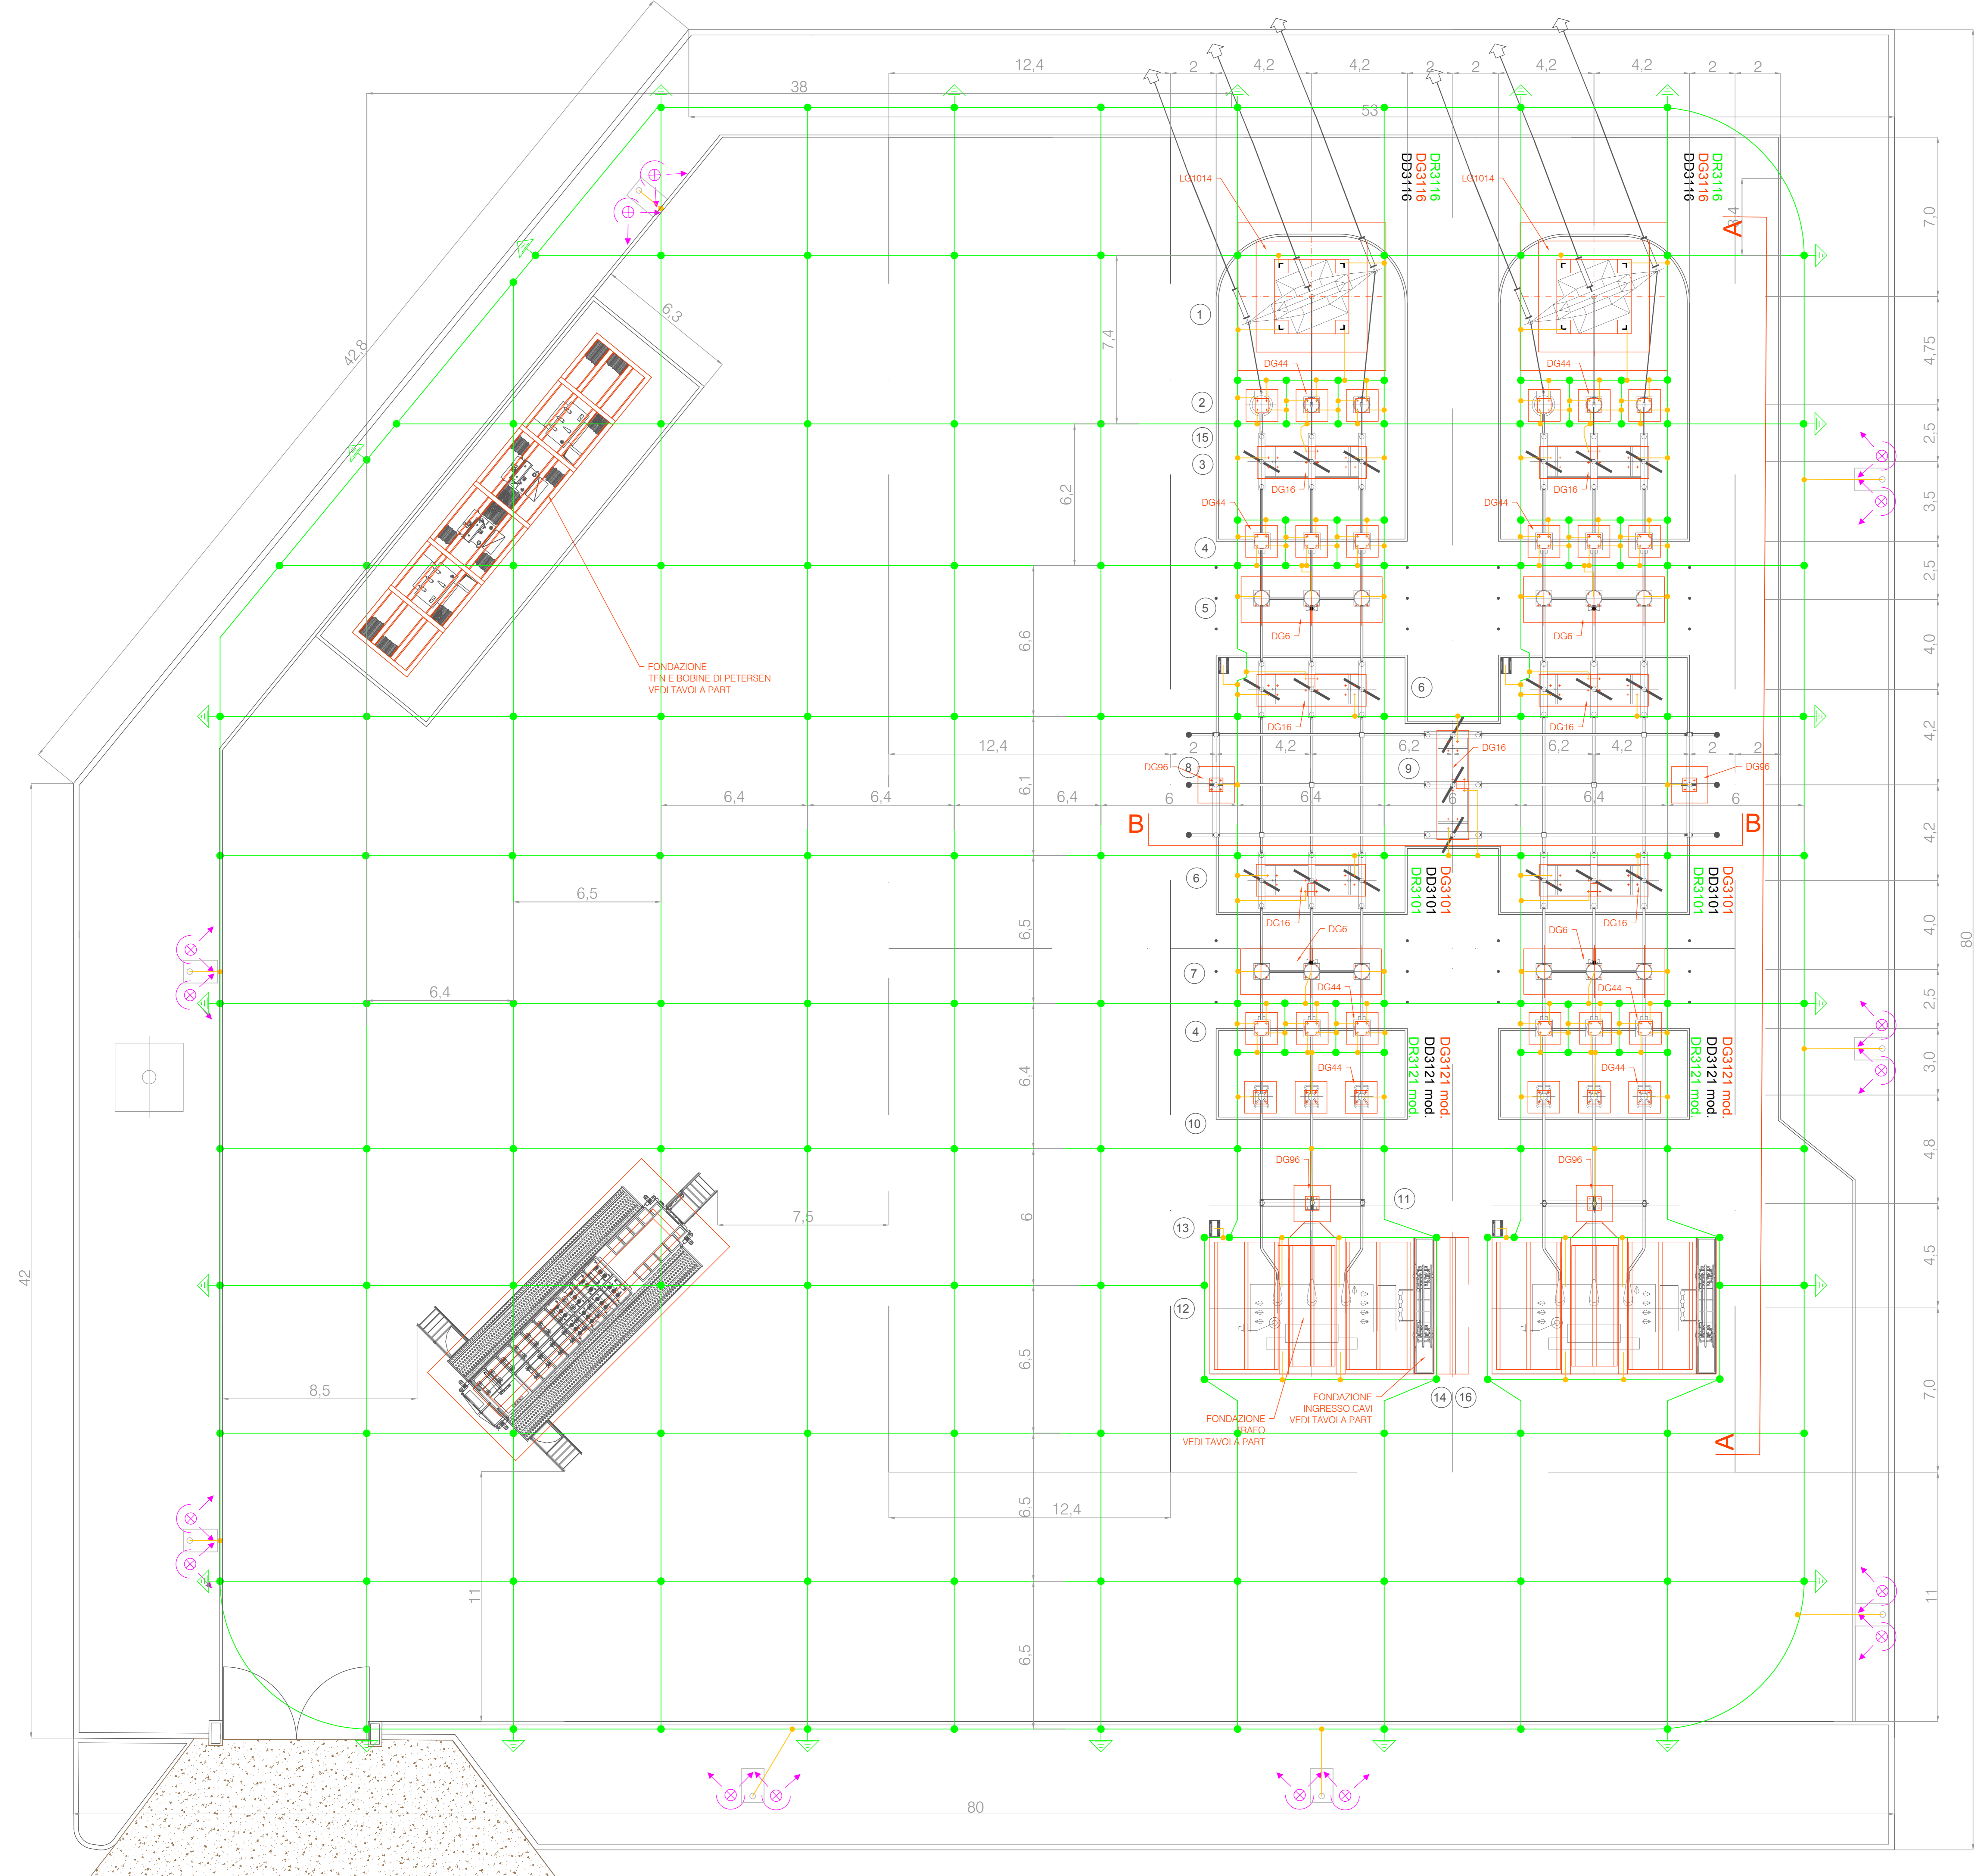 12,4
2
4,2
4,2
2
2
4,2
4,2
2
2
38
53
DR3116
DG3116
DD3116
DR3116
DG3116
DD3116
LG1014
LG1014
A
7,0
1
6,3
42,8
7,4
4,75
DG44
DG44
2
15
3
2,5
DG16
DG16
6,2
DG44
DG44
3,5
4
2,5
5
DG6
DG6
6,6
4,0
FONDAZIONE
TFN E BOBINE DI PETERSEN
VEDI TAVOLA PART
6
DG16
DG16
4,2
12,4
2
4,2
6,2
6,2
4,2
2
2
DG16
DG96
8
9
DG96
6,4
6,4
6,4
6
6,4
6
6,4
6
6,1
B
B
4,2
6
DG3101
DD3101
DR3101
DG3101
DD3101
DR3101
6,5
DG16
DG16
DG6
DG6
6,5
4,0
80
7
6,4
DG44
DG44
2,5
4
DG3121 mod.
DD3121 mod.
DR3121 mod.
DG3121 mod.
DD3121 mod.
DR3121 mod.
6,4
3,0
DG44
DG44
10
4,8
DG96
DG96
11
6
7,5
13
4,5
42
12
6,5
8,5
7,0
FONDAZIONE
INGRESSO CAVI
VEDI TAVOLA PART
14
16
FONDAZIONE
TRAFO
VEDI TAVOLA PART
A
12,4
6,5
11
11
6,5
80